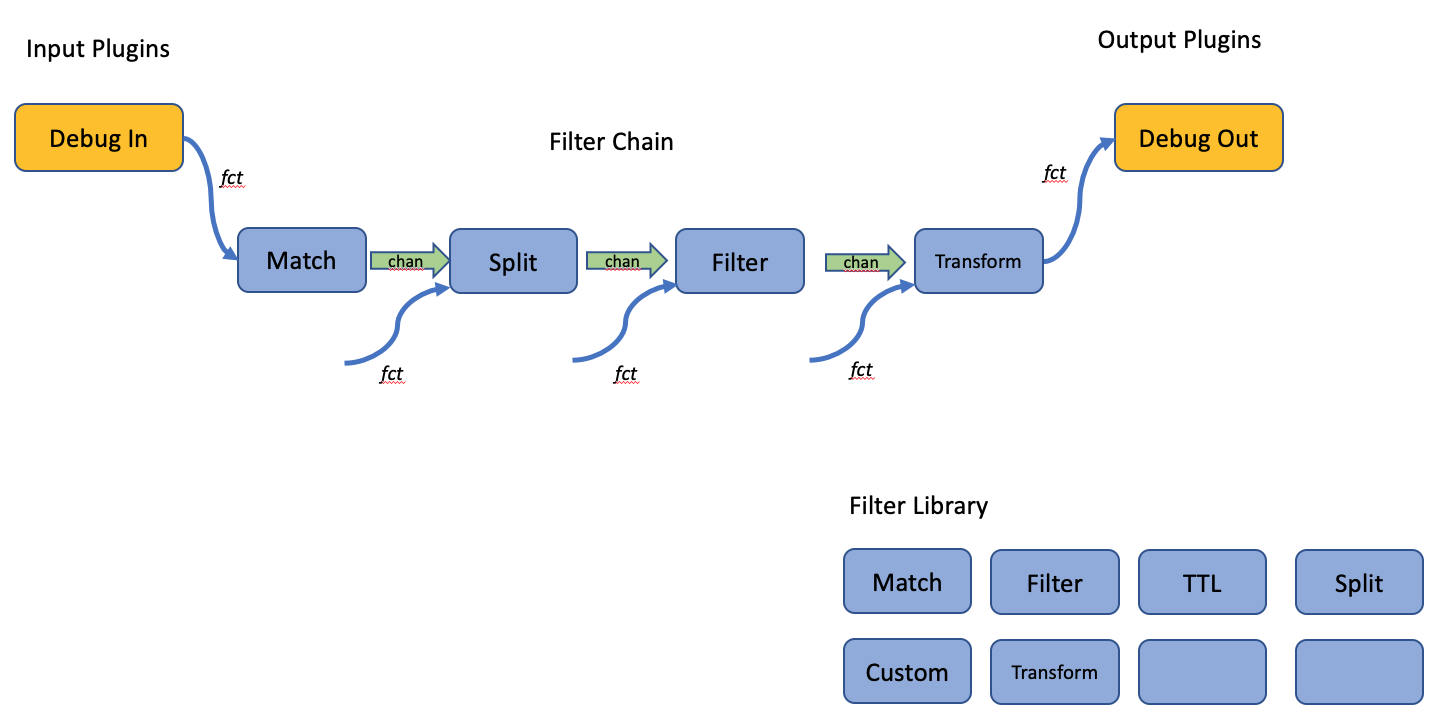 Input Plugins
Output Plugins
Debug In
Debug Out
Filter Chain
fct
fct
Match
chan
Split
chan
Filter
chan
Transform
fct
fct
fct
Filter Library
Match
Filter
TTL
Split
Custom
Transform